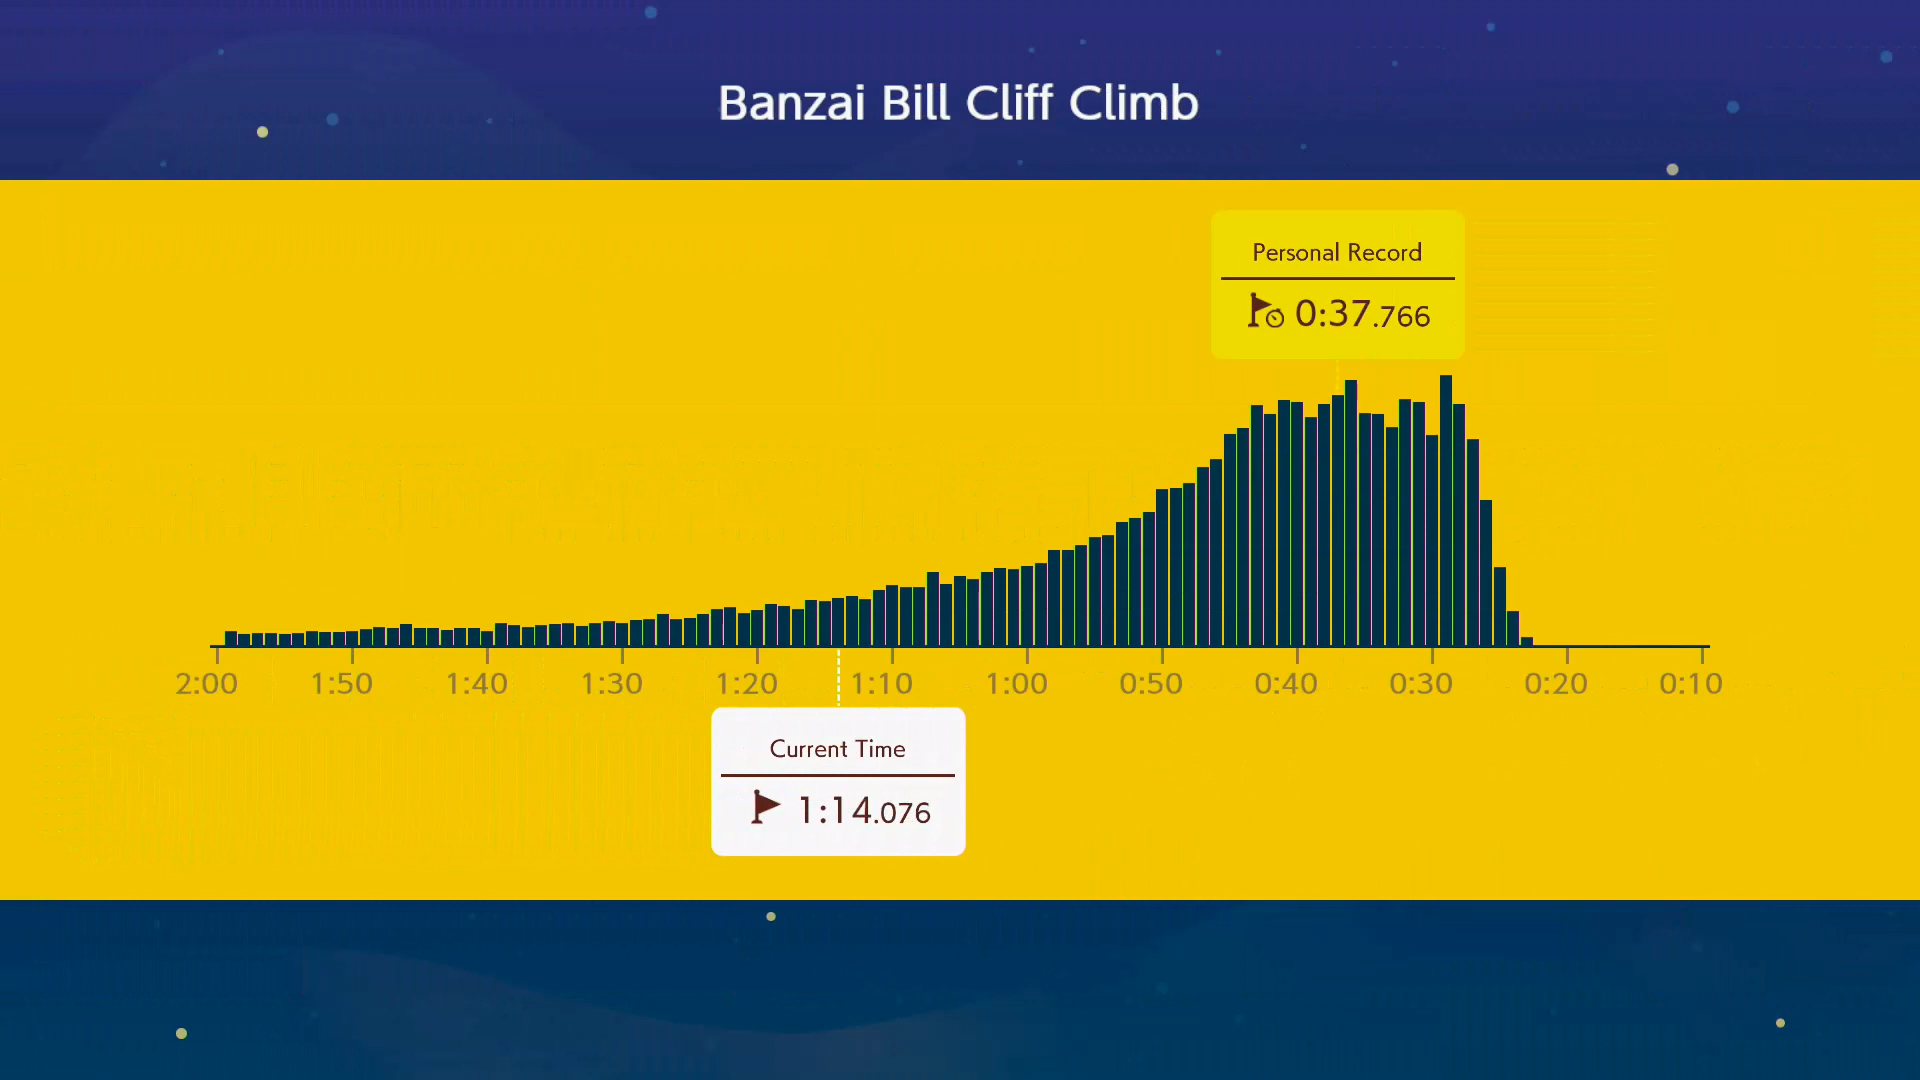 Banzai Bill Cliff Climb
Personal Record
0:37.766
2:00 1:50 1:40 1:30 1:20 1:10 1:00 0:50 0:40 0:30 0:20 0:10
Current Time
1:14.076